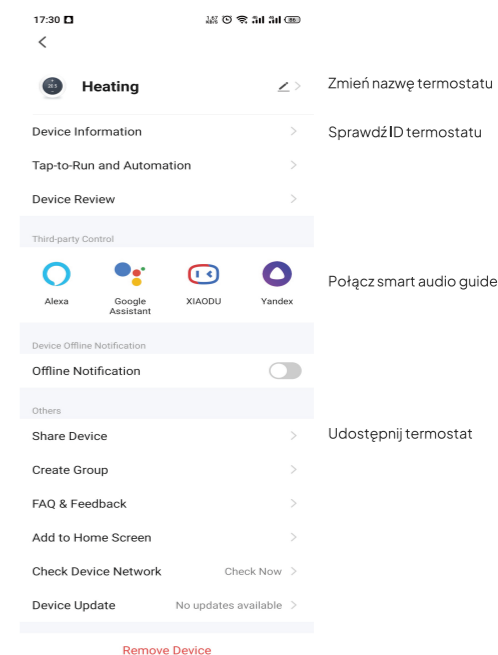 17:30
Heating
Zmień nazwę termostatu
Device Information
Sprawdź ID termostatu
Tap-to-Run and Automation
Device Review
Third-party Control
Alexa
Google
Assistant
XIAODU
Yandex
Połącz smart audio guide
Device Offline Notification
Offline Notification
Others
Share Device
Udostępnij termostat
Create Group
FAQ & Feedback
Add to Home Screen
Check Device Network Check Now
Device Update No updates available
Remove Device